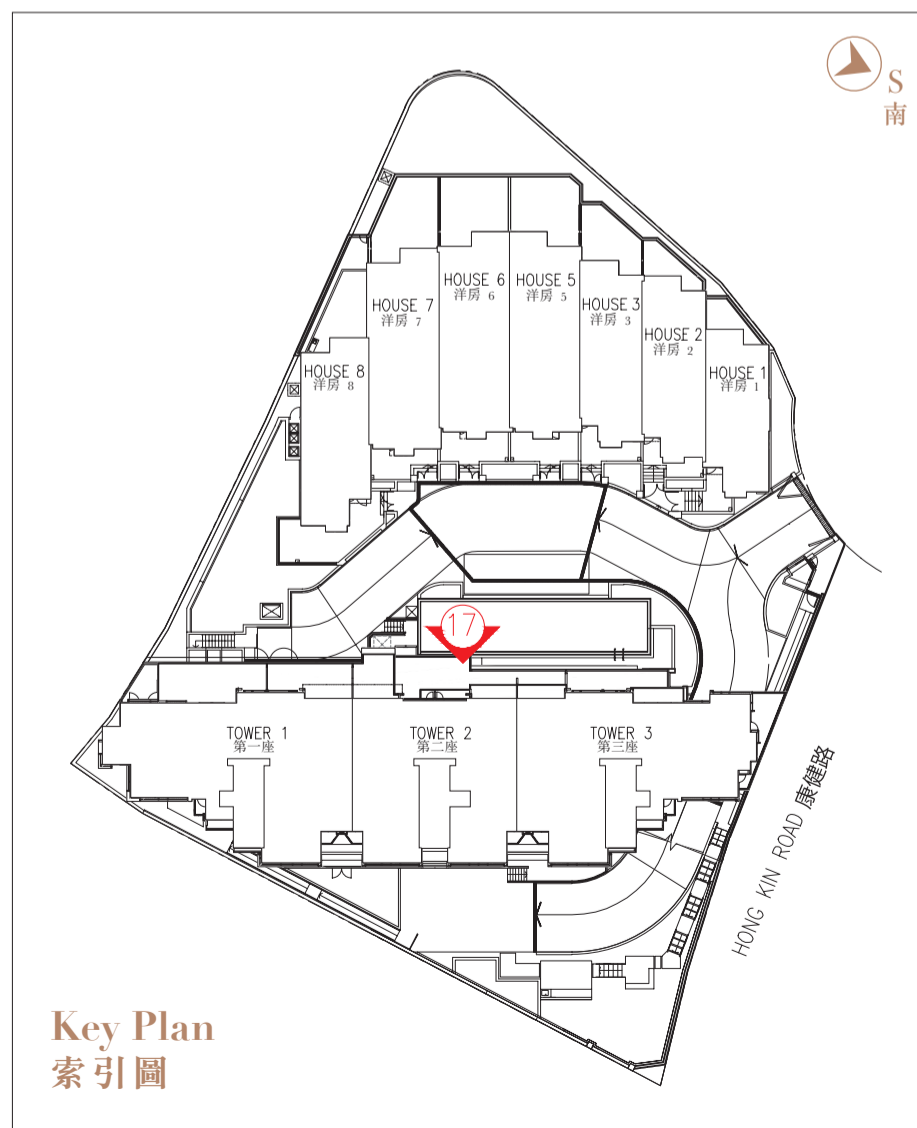 S
南
HOUSE 6
洋房 6
HOUSE 5
洋房 5
HOUSE 7
洋房 7
HOUSE 3
洋房 3
HOUSE 2
洋房 2
HOUSE 8
洋房 8
HOUSE 1
洋房 1
17
TOWER 1
第一座
TOWER 2
第二座
TOWER 3
第三座
HONG KIN ROAD 康健路
Key Plan
索引圖